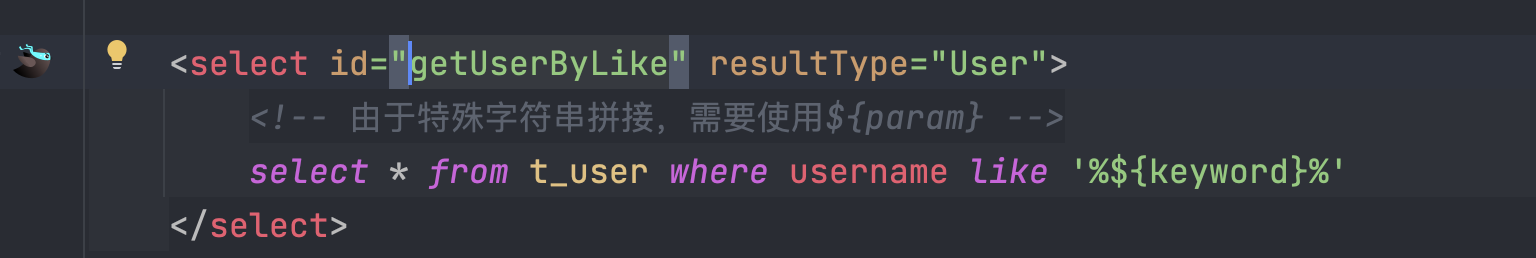 <select id="getUserByLike" resultType="User">
<!-- 由于特殊字符串拼接，需要使用${param} -->
select * from t_user where username like '%${keyword}%'
</select>